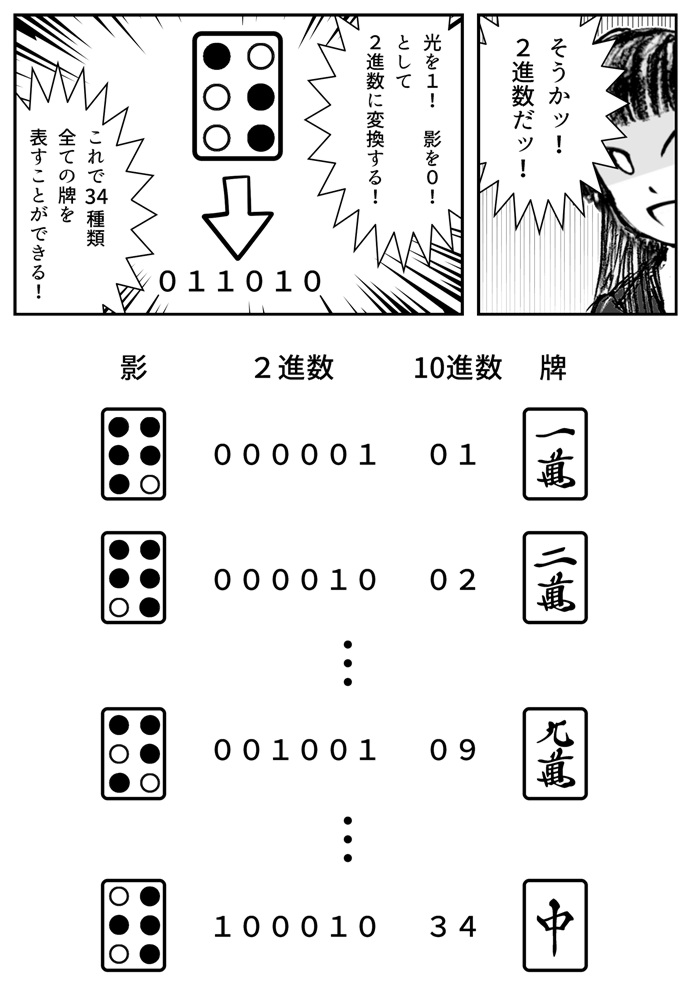 そうかッ！
２進数だッ！
光を１！　影を０！
として
２進数に変換する！
０１１０１０
これで34種類
全ての牌を
表すことができる！
影　２進数　10進数　牌
０００００１　０１　一萬
００００１０　０２　二萬
００１００１　０９　九萬
１０００１０　３４　中